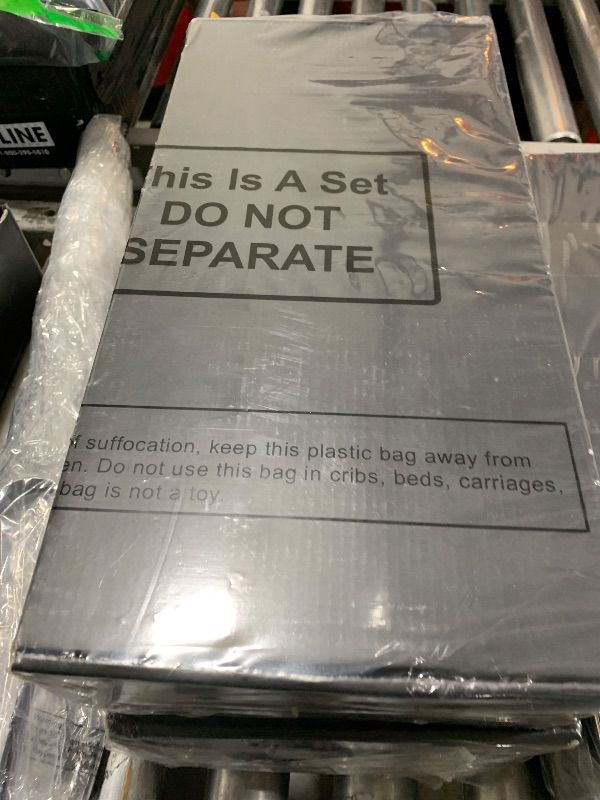 LINE
his Is A Set
DO NOT
SEPARATE
f suffocation, keep this plastic bag away from
en. Do not use this bag in cribs, beds, carriages,
bag is not a toy.